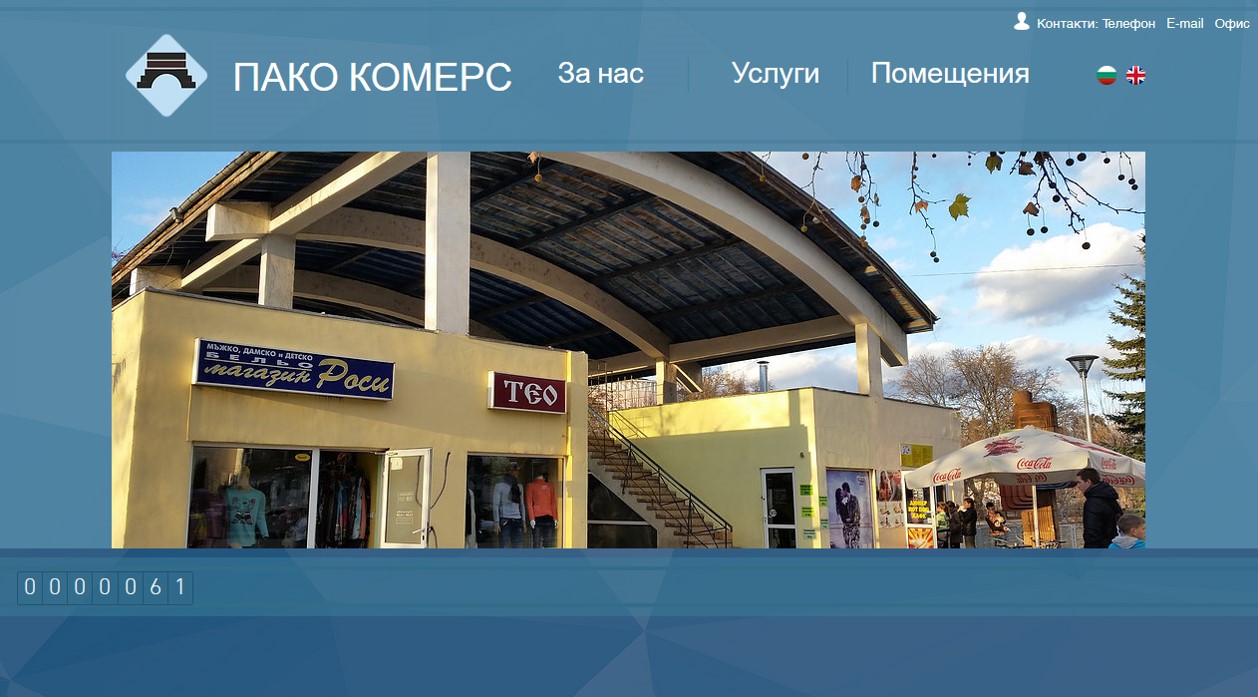 Контакти: Телефон E-mail Офис
ПАКО КОМЕРС За нас Услуги Помещения
МЪЖКО, ДАМСКО и ДЕТСКО
БЕЛЬО
магазин Роси
ТЕО
Coca-Cola
Coca-Cola
0000061